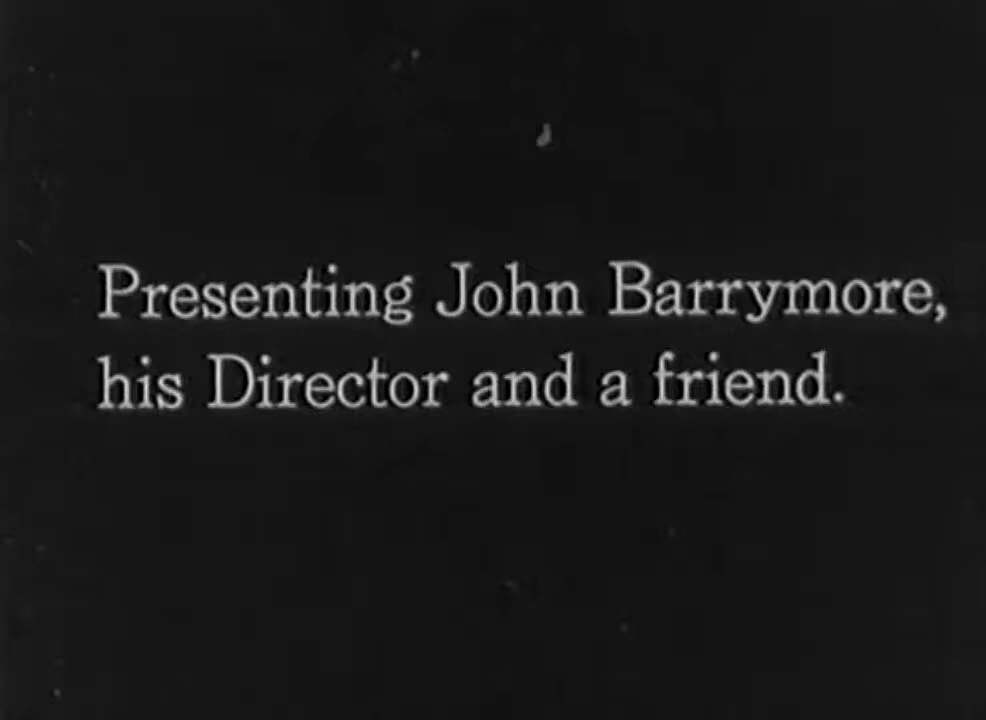 Presenting John Barrymore,
his Director and a friend.